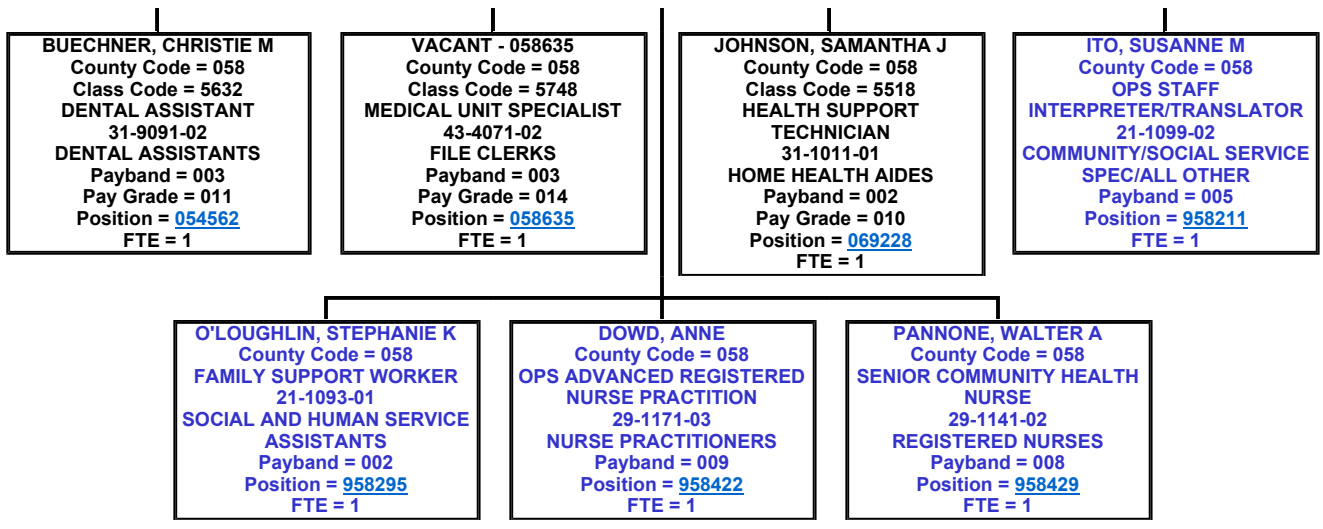 BUECHNER, CHRISTIE M
County Code = 058
Class Code = 5632
DENTAL ASSISTANT
31-9091-02
DENTAL ASSISTANTS
Payband = 003
Pay Grade = 011
Position = 054562
FTE = 1
VACANT - 058635
County Code = 058
Class Code = 5748
MEDICAL UNIT SPECIALIST
43-4071-02
FILE CLERKS
Payband = 003
Pay Grade = 014
Position = 058635
FTE = 1
JOHNSON, SAMANTHA J
County Code = 058
Class Code = 5518
HEALTH SUPPORT
TECHNICIAN
31-1011-01
HOME HEALTH AIDES
Payband = 002
Pay Grade = 010
Position = 069228
FTE = 1
ITO, SUSANNE M
County Code = 058
OPS STAFF
INTERPRETER/TRANSLATOR
21-1099-02
COMMUNITY/SOCIAL SERVICE
SPEC/ALL OTHER
Payband = 005
Position = 958211
FTE = 1
O'LOUGHLIN, STEPHANIE K
County Code = 058
FAMILY SUPPORT WORKER
21-1093-01
SOCIAL AND HUMAN SERVICE
ASSISTANTS
Payband = 002
Position = 958295
FTE = 1
DOWD, ANNE
County Code = 058
OPS ADVANCED REGISTERED
NURSE PRACTITION
29-1171-03
NURSE PRACTITIONERS
Payband = 009
Position = 958422
FTE = 1
PANNONE, WALTER A
County Code = 058
SENIOR COMMUNITY HEALTH
NURSE
29-1141-02
REGISTERED NURSES
Payband = 008
Position = 958429
FTE = 1